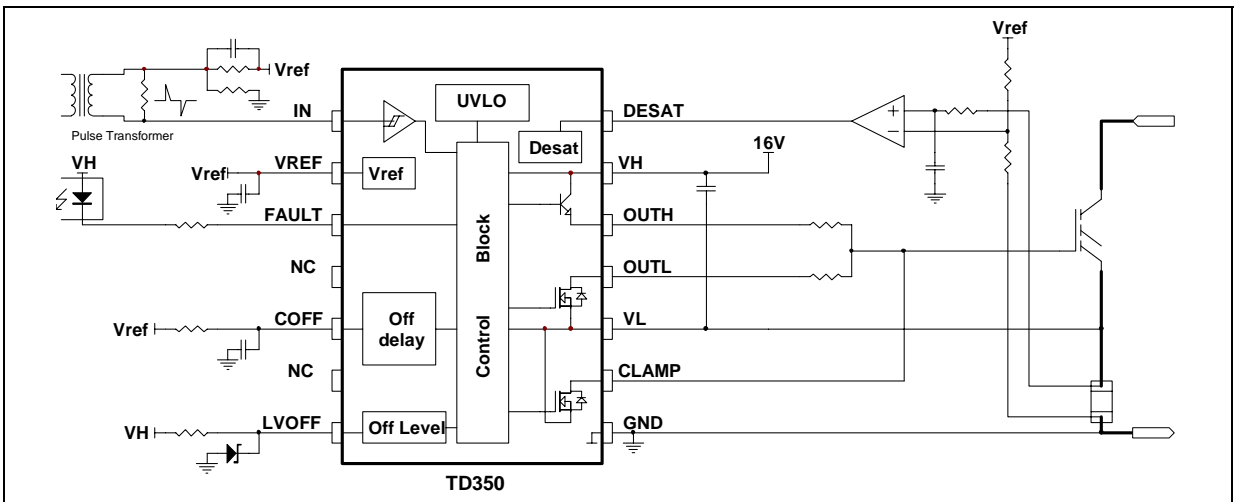 Vref
Vref
Pulse Transformer
IN
UVLO
DESAT
+
−
Desat
16V
VH
Vref
VREF
Vref
VH
FAULT
OUTH
NC
OUTL
Control Block
Vref
COFF
Off
delay
VL
NC
CLAMP
VH
LVOFF
Off Level
GND
TD350